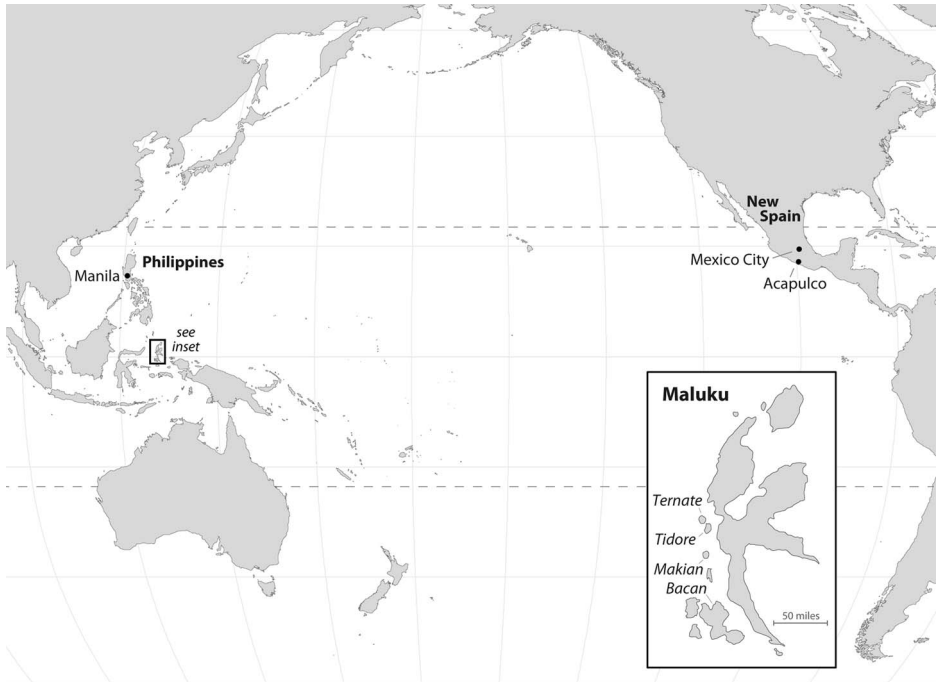 New
Spain
Mexico City
Acapulco
Philippines
Manila
see
inset
Maluku
Ternate
Tidore
Makian
Bacan
50 miles